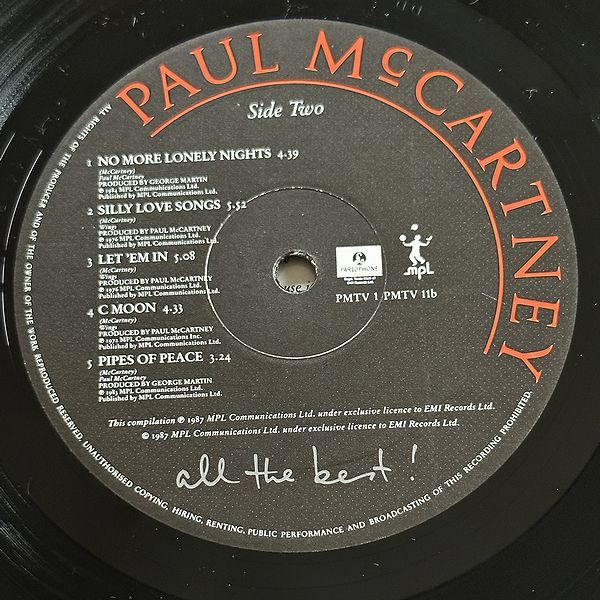 PAUL McCARTNEY
Side Two
1 NO MORE LONELY NIGHTS 4·39
(McCartney)
Paul McCartney
PRODUCED BY GEORGE MARTIN
℗ 1984 MPL Communications Ltd.
Published by MPL Communications Ltd.
2 SILLY LOVE SONGS 5·52
(McCartney)
Wings
PRODUCED BY PAUL McCARTNEY
℗ 1976 MPL Communications Ltd.
Published by MPL Communications Ltd.
3 LET 'EM IN 5·08
(McCartney)
Wings
PRODUCED BY PAUL McCARTNEY
℗ 1976 MPL Communications Ltd.
Published by MPL Communications Ltd.
4 C MOON 4·33
(McCartney)
Wings
PRODUCED BY PAUL McCARTNEY
℗ 1972 MPL Communications Inc.
Published by MPL Communications Ltd.
5 PIPES OF PEACE 3·24
(McCartney)
Paul McCartney
PRODUCED BY GEORGE MARTIN
℗ 1983 MPL Communications Ltd.
Published by MPL Communications Ltd.
PARLOPHONE
mpl
PMTV 1 PMTV 11b
This compilation ℗ 1987 MPL Communications Ltd. under exclusive licence to EMI Records Ltd.
© 1987 MPL Communications Ltd. under exclusive licence to EMI Records Ltd.
all the best!
ALL RIGHTS OF THE PRODUCER AND OF THE OWNER OF THE WORK REPRODUCED RESERVED. UNAUTHORISED COPYING, HIRING, RENTING, PUBLIC PERFORMANCE AND BROADCASTING OF THIS RECORDING PROHIBITED.